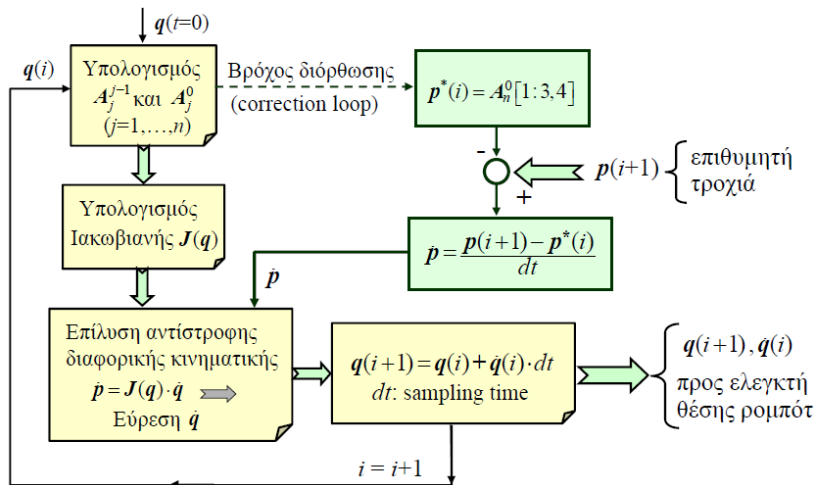 q(t=0)
q(i)
Υπολογισμός
A_j^{j-1} και A_j^0
(j=1,…,n)
Βρόχος διόρθωσης
(correction loop)
p*(i) = A_n^0[1:3,4]
-
+
p(i+1)
επιθυμητή
τροχιά
Υπολογισμός
Ιακωβιανής J(q)
ṗ = (p(i+1) − p*(i)) / dt
ṗ
Επίλυση αντίστροφης
διαφορικής κινηματικής
ṗ = J(q)·q̇
Εύρεση q̇
q(i+1) = q(i) + q̇(i)·dt
dt: sampling time
q(i+1), q̇(i)
προς ελεγκτή
θέσης ρομπότ
i = i+1